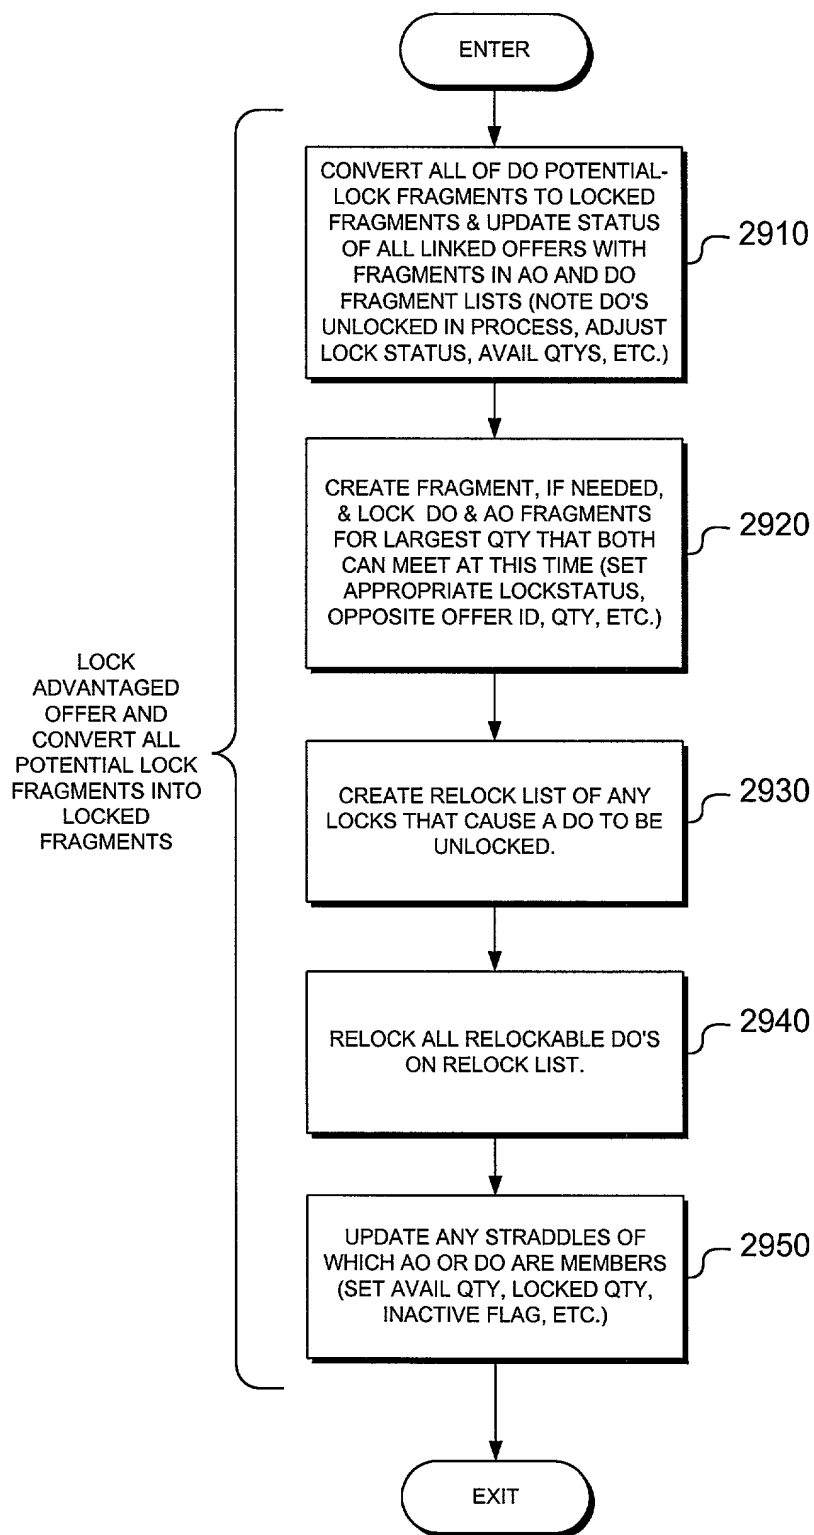 ENTER
CONVERT ALL OF DO POTENTIAL-
LOCK FRAGMENTS TO LOCKED
FRAGMENTS & UPDATE STATUS
OF ALL LINKED OFFERS WITH
FRAGMENTS IN AO AND DO
FRAGMENT LISTS (NOTE DO'S
UNLOCKED IN PROCESS, ADJUST
LOCK STATUS, AVAIL QTYS, ETC.)
2910
CREATE FRAGMENT, IF NEEDED,
& LOCK DO & AO FRAGMENTS
FOR LARGEST QTY THAT BOTH
CAN MEET AT THIS TIME (SET
APPROPRIATE LOCKSTATUS,
OPPOSITE OFFER ID, QTY, ETC.)
2920
LOCK
ADVANTAGED
OFFER AND
CONVERT ALL
POTENTIAL LOCK
FRAGMENTS INTO
LOCKED
FRAGMENTS
CREATE RELOCK LIST OF ANY
LOCKS THAT CAUSE A DO TO BE
UNLOCKED.
2930
RELOCK ALL RELOCKABLE DO'S
ON RELOCK LIST.
2940
UPDATE ANY STRADDLES OF
WHICH AO OR DO ARE MEMBERS
(SET AVAIL QTY, LOCKED QTY,
INACTIVE FLAG, ETC.)
2950
EXIT